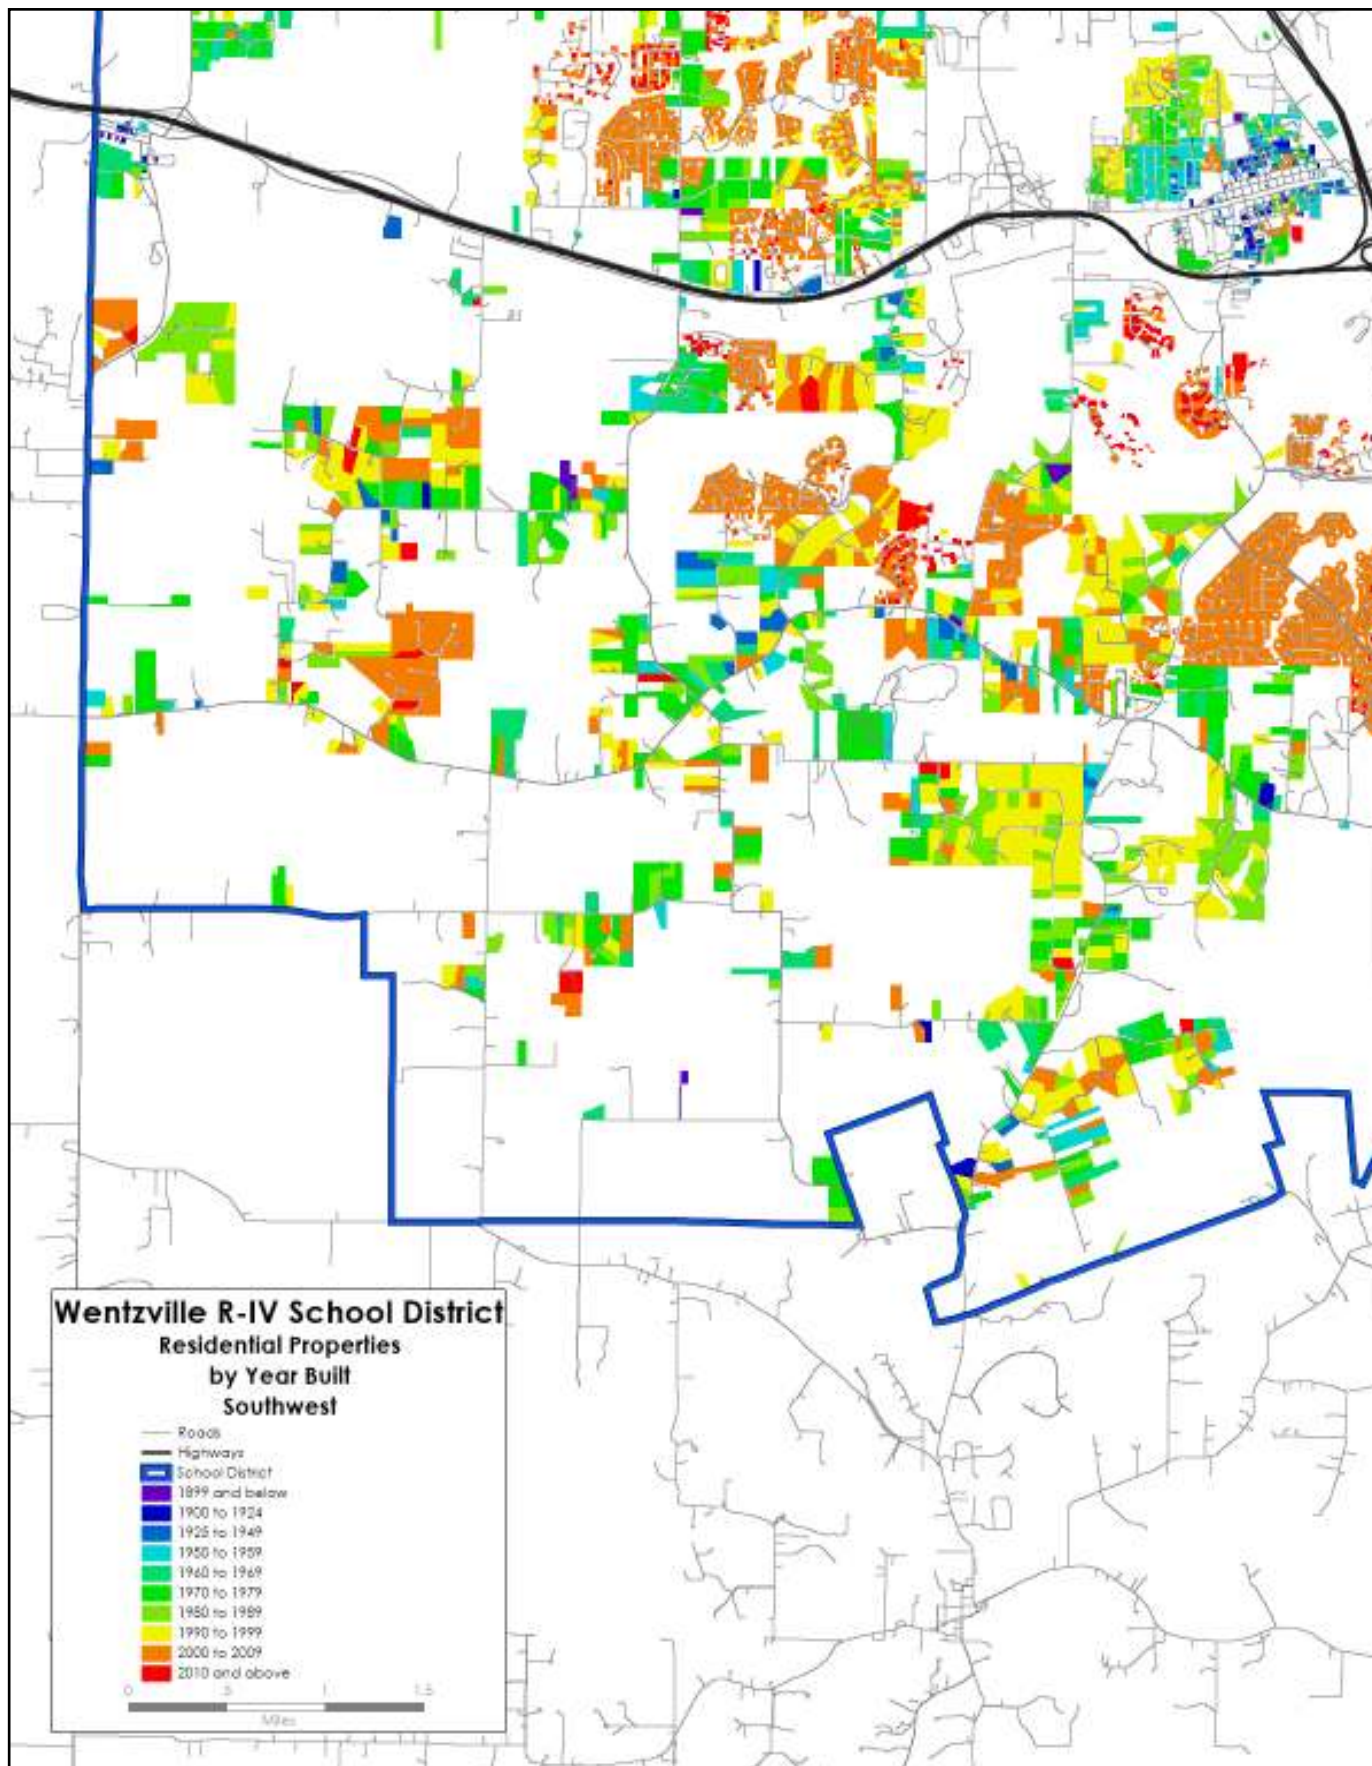 Wentzville R-IV School District
Residential Properties
by Year Built
Southwest
Roads
Highways
School District
1899 and below
1900 to 1924
1925 to 1949
1950 to 1959
1960 to 1969
1970 to 1979
1980 to 1989
1990 to 1999
2000 to 2009
2010 and above
0 .5 1 1.5
Miles